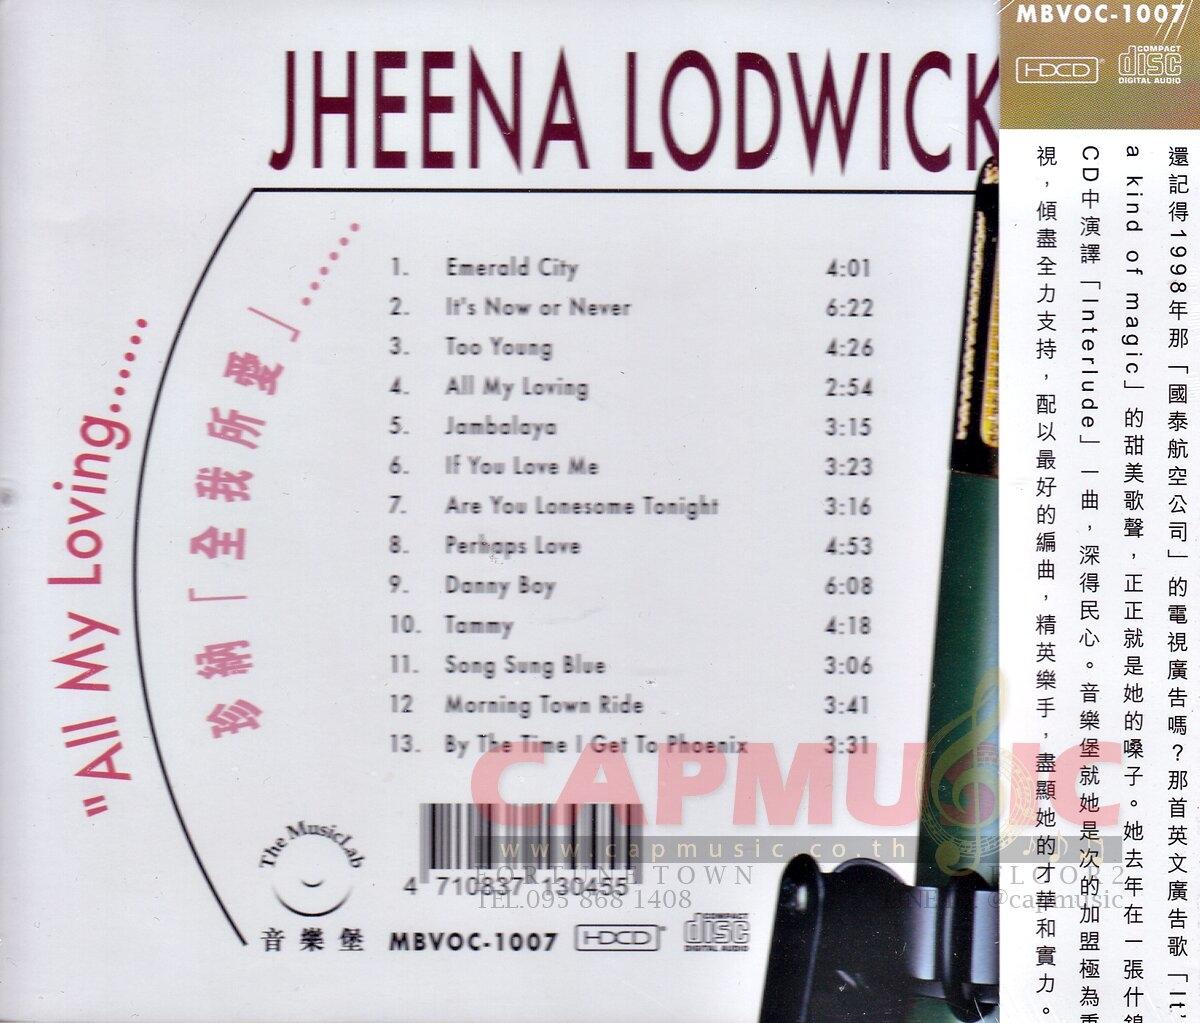 JHEENA LODWICK
"All My Loving......
珍納「全我所愛」......
1. Emerald City 4:01
2. It's Now or Never 6:22
3. Too Young 4:26
4. All My Loving 2:54
5. Jambalaya 3:15
6. If You Love Me 3:23
7. Are You Lonesome Tonight 3:16
8. Perhaps Love 4:53
9. Danny Boy 6:08
10. Tammy 4:18
11. Song Sung Blue 3:06
12 Morning Town Ride 3:41
13. By The Time I Get To Phoenix 3:31
CAPMUSIC
www.capmusic.co.th
FORTUNE TOWN FLOOR2
TEL.095 868 1408 LINE ID : @capmusic
4 710837 130455
The MusicLab
音樂堡
MBVOC-1007
HDCD
COMPACT
disc
DIGITAL AUDIO
MBVOC-1007
HDCD
COMPACT
disc
DIGITAL AUDIO
還記得1998年那「國泰航空公司」的電視廣告嗎？那首英文廣告歌「It'
a kind of magic」的甜美歌聲，正正就是她的嗓子。她去年在一張什錦
CD中演譯「Interlude」一曲，深得民心。音樂堡就她是次的加盟極為重
視，傾盡全力支持，配以最好的編曲，精英樂手，盡顯她的才華和實力。